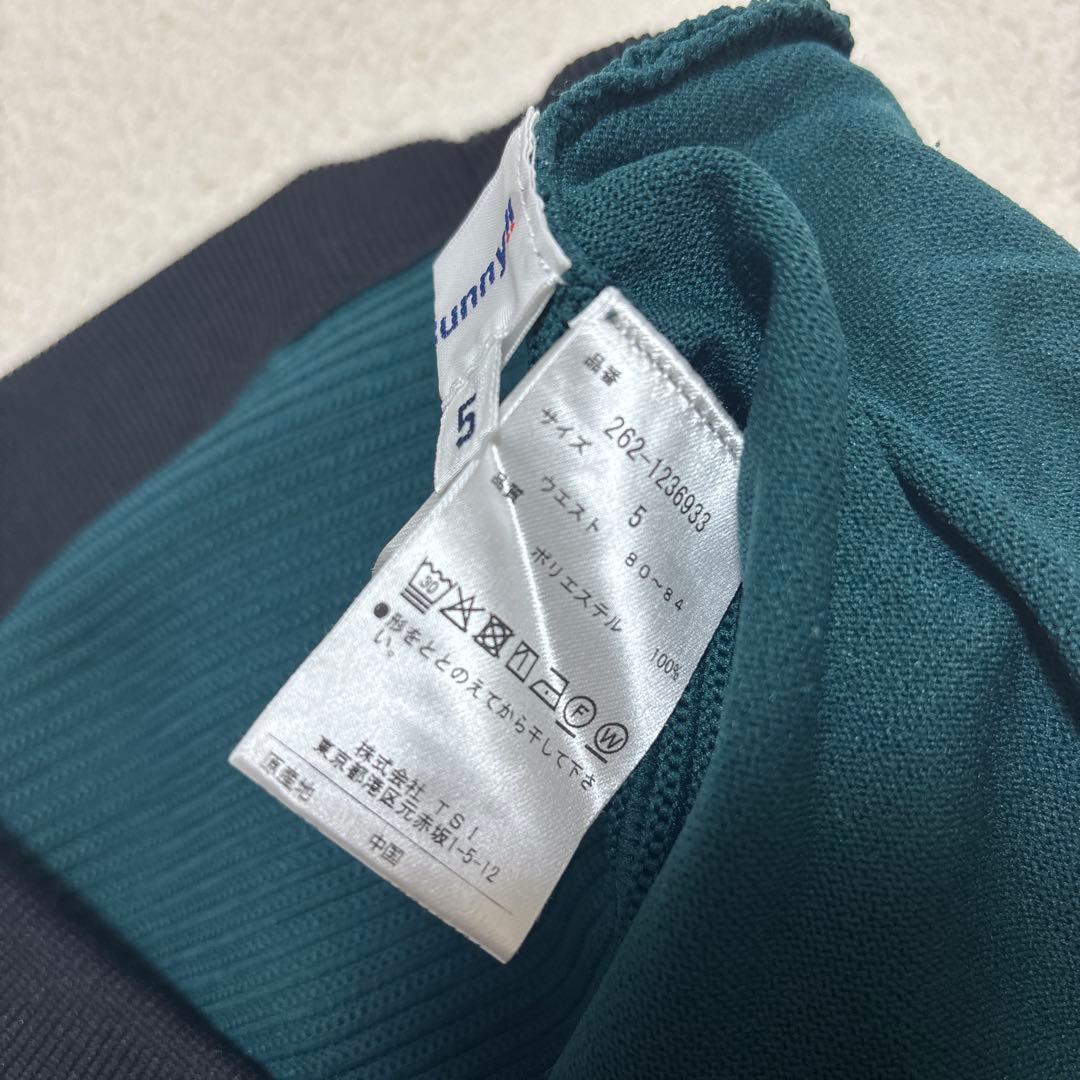 unny!!
5
品番 262-1236933
サイズ 5
ウエスト 80~84
品質 ポリエステル 100%
30
F W
●形をととのえてから干して下さ
い。
株式会社 TSI
東京都港区元赤坂1-5-12
原産地 中国